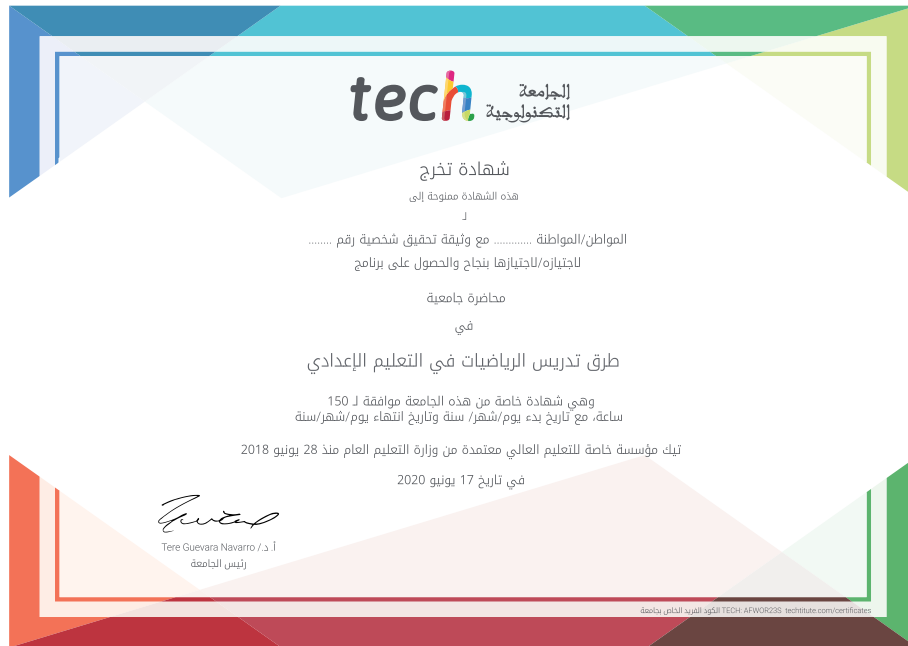 tech الجامعة
التكنولوجية
شهادة تخرج
هذه الشهادة ممنوحة إلى
لـ
المواطن/المواطنة ............. مع وثيقة تحقيق شخصية رقم ........
لاجتيازه/لاجتيازها بنجاح والحصول على برنامج
محاضرة جامعية
في
طرق تدريس الرياضيات في التعليم الإعدادي
وهي شهادة خاصة من هذه الجامعة موافقة لـ 150
ساعة، مع تاريخ بدء يوم/شهر/ سنة وتاريخ انتهاء يوم/شهر/سنة
تيك مؤسسة خاصة للتعليم العالي معتمدة من وزارة التعليم العام منذ 28 يونيو 2018
في تاريخ 17 يونيو 2020
أ. د./ Tere Guevara Navarro
رئيس الجامعة
الكود الفريد الخاص بجامعة TECH: AFWOR23S techtitute.com/certificates